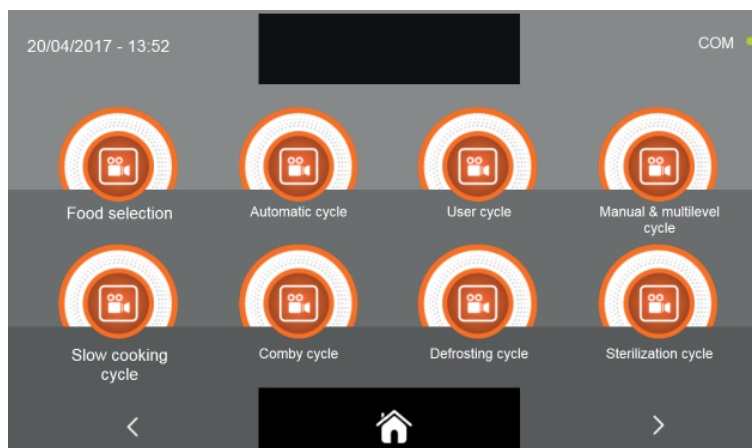 20/04/2017 - 13:52
COM
Food selection
Automatic cycle
User cycle
Manual & multilevel
cycle
Slow cooking
cycle
Comby cycle
Defrosting cycle
Sterilization cycle